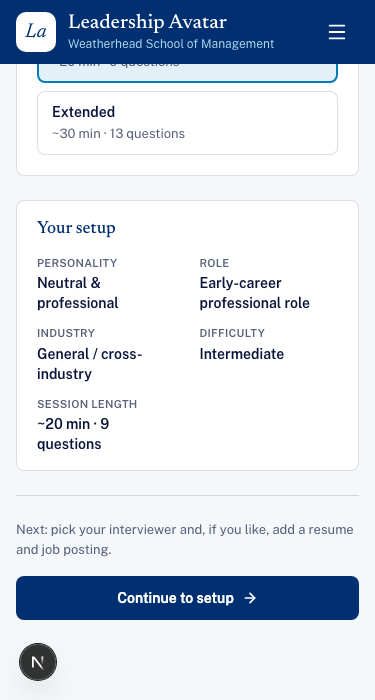 La
Leadership Avatar
Weatherhead School of Management
Extended
~30 min · 13 questions
Your setup
PERSONALITY
Neutral &
professional
ROLE
Early-career
professional role
INDUSTRY
General / cross-
industry
DIFFICULTY
Intermediate
SESSION LENGTH
~20 min · 9
questions
Next: pick your interviewer and, if you like, add a resume
and job posting.
Continue to setup →
N